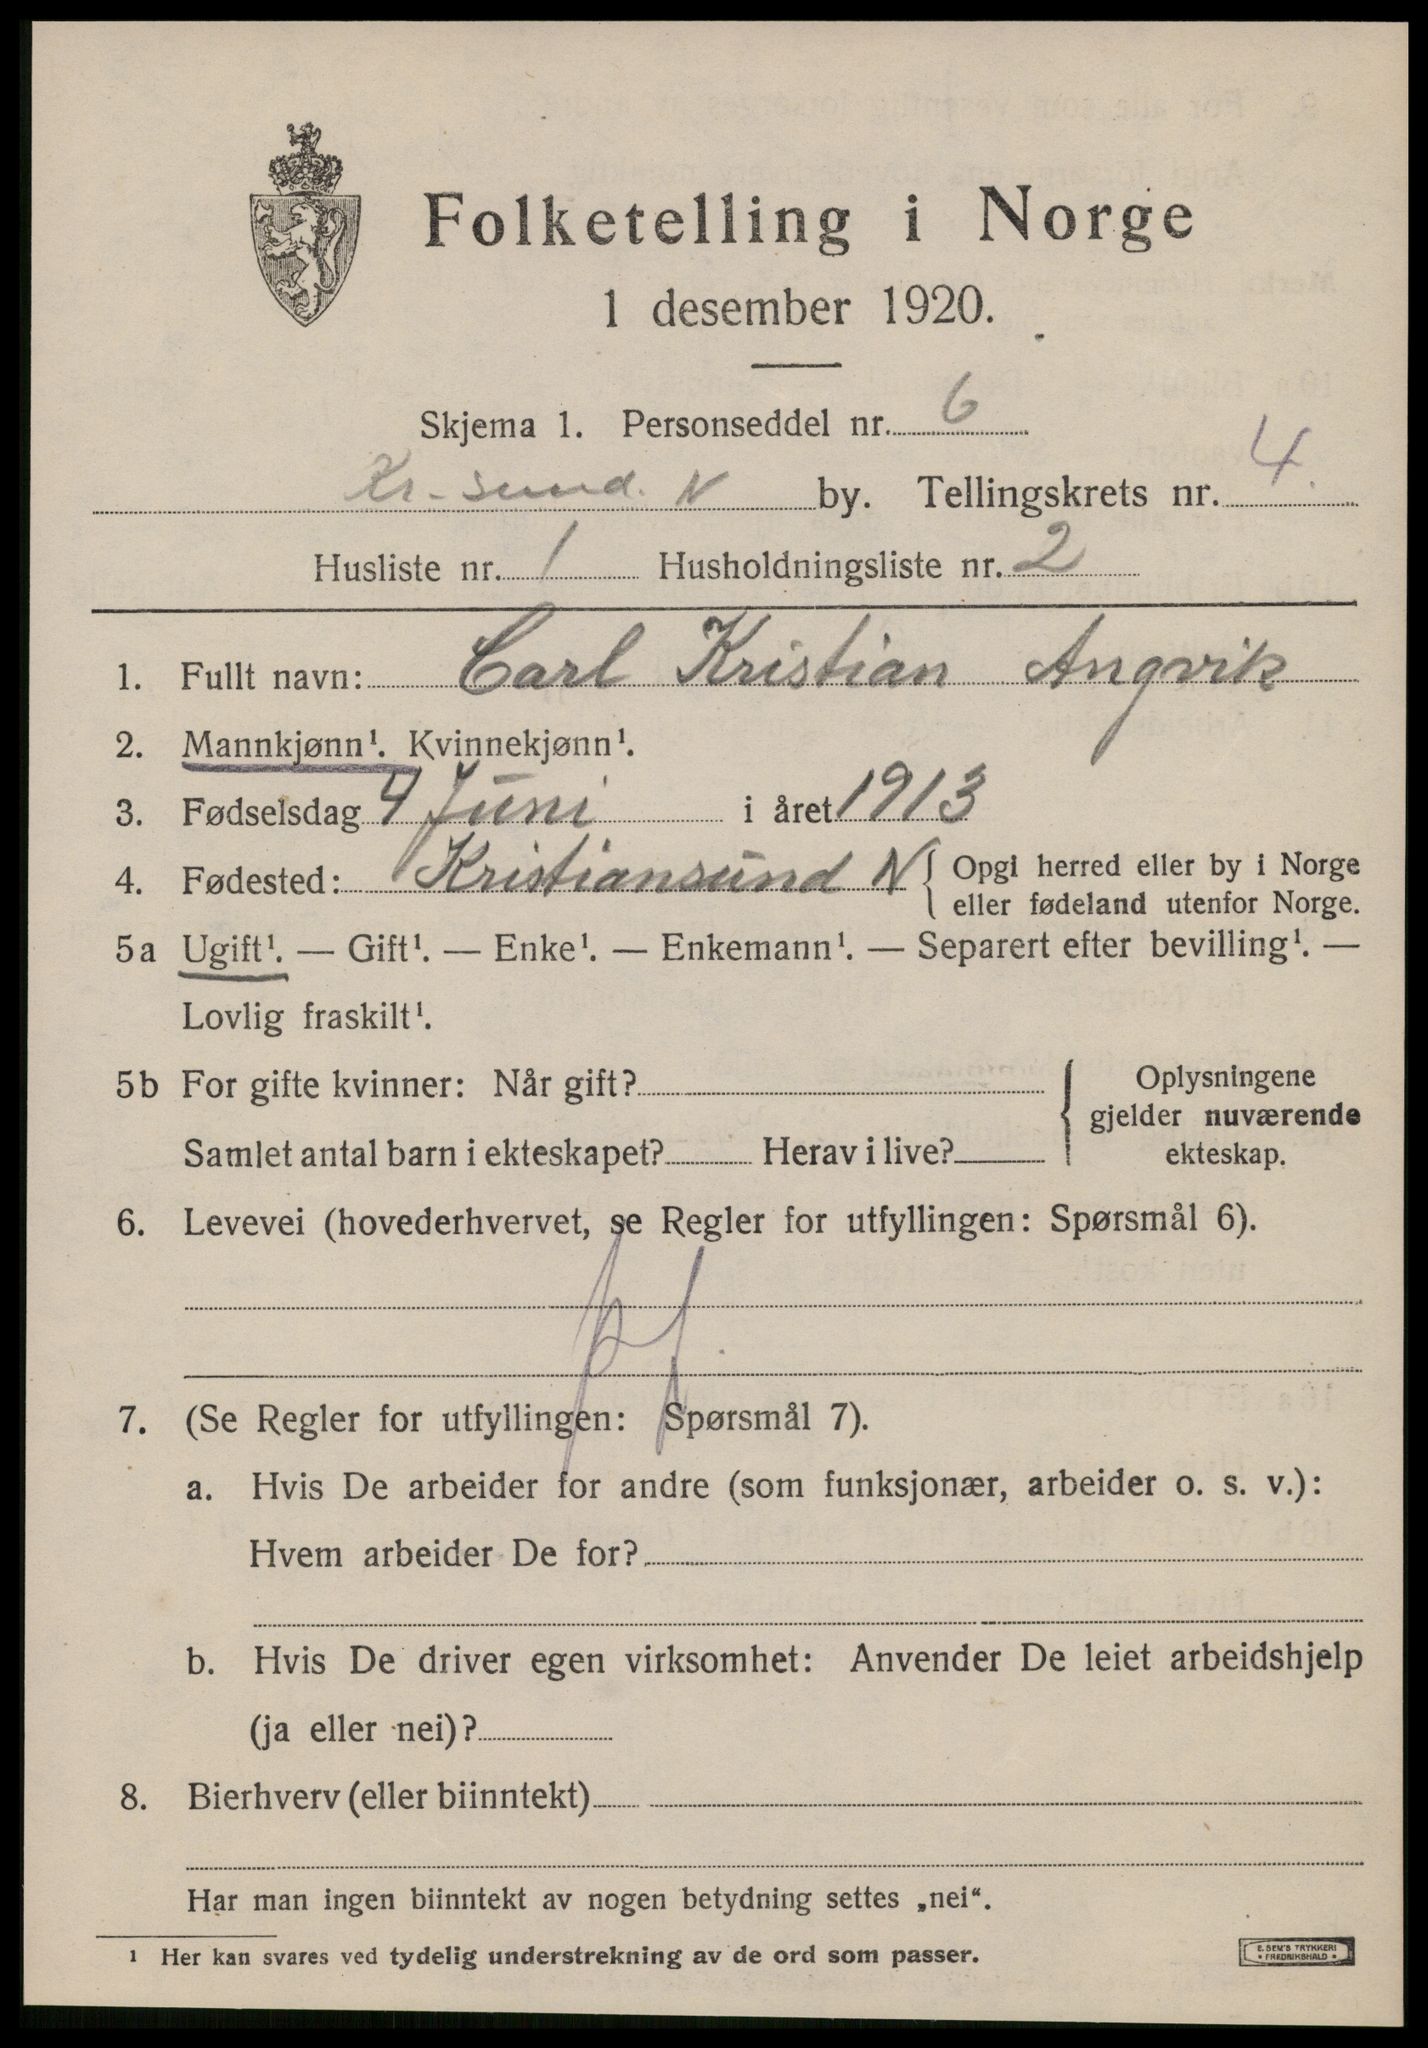 Folketelling i Norge
1 desember 1920.
Skjema 1. Personseddel nr. 6
Kr-sund. N by. Tellingskrets nr. 4.
Husliste nr. 1 Husholdningsliste nr. 2
1. Fullt navn: Carl Kristian Angvik
2. Mannkjønn¹. Kvinnekjønn¹.
3. Fødselsdag 4 Juni i året 1913
4. Fødested: Kristiansund N { Opgi herred eller by i Norge
eller fødeland utenfor Norge.
5a Ugift¹. — Gift¹. — Enke¹. — Enkemann¹. — Separert efter bevilling¹. —
Lovlig fraskilt¹.
5b For gifte kvinner: Når gift?
Samlet antal barn i ekteskapet? Herav i live?
{ Oplysningene
gjelder nuværende
ekteskap.
6. Levevei (hovederhvervet, se Regler for utfyllingen: Spørsmål 6).
7. (Se Regler for utfyllingen: Spørsmål 7).
a. Hvis De arbeider for andre (som funksjonær, arbeider o. s. v.):
Hvem arbeider De for?
b. Hvis De driver egen virksomhet: Anvender De leiet arbeidshjelp
(ja eller nei)?
8. Bierhverv (eller biinntekt)
Har man ingen biinntekt av nogen betydning settes „nei“.
¹ Her kan svares ved tydelig understrekning av de ord som passer.
E. SEM'S TRYKKERI
• FREDRIKSHALD •